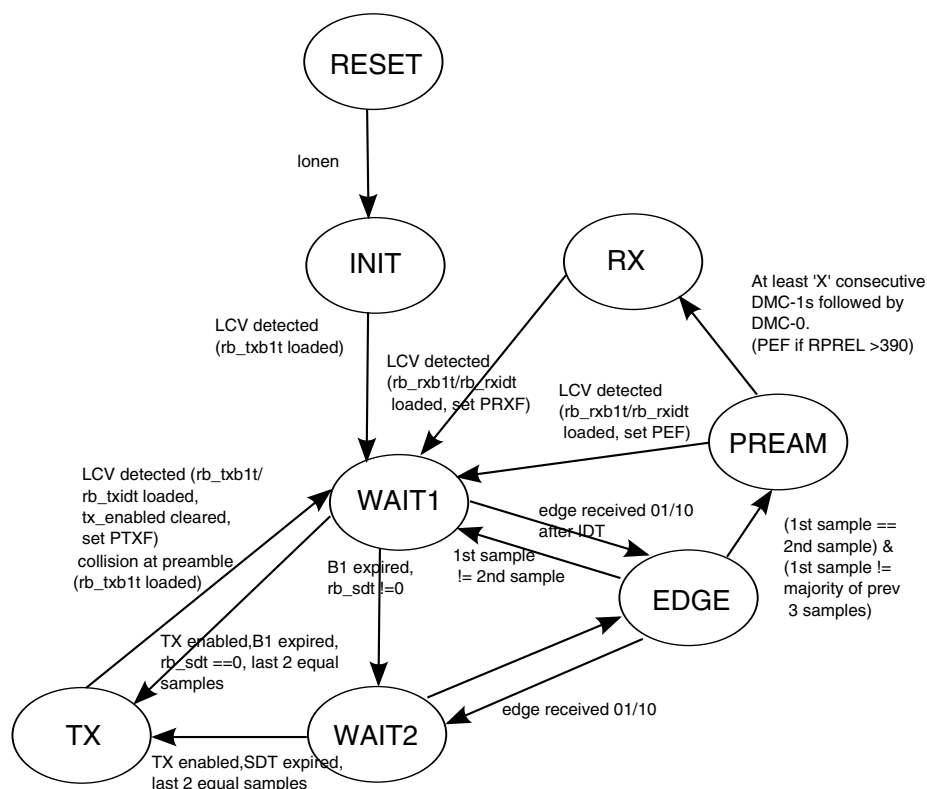 RESET
lonen
INIT
RX
At least 'X' consecutive
DMC-1s followed by
DMC-0.
(PEF if RPREL >390)
LCV detected
(rb_txb1t loaded)
LCV detected
(rb_rxb1t/rb_rxidt
loaded, set PRXF)
LCV detected
(rb_rxb1t/rb_rxidt
loaded, set PEF)
PREAM
LCV detected (rb_txb1t/
rb_txidt loaded,
tx_enabled cleared,
set PTXF)
collision at preamble
(rb_txb1t loaded)
WAIT1
edge received 01/10
after IDT
(1st sample ==
2nd sample) &
(1st sample !=
majority of prev
3 samples)
1st sample
!= 2nd sample
B1 expired,
rb_sdt !=0
EDGE
TX enabled,B1 expired,
rb_sdt ==0, last 2 equal
samples
edge received 01/10
TX
WAIT2
TX enabled,SDT expired,
last 2 equal samples